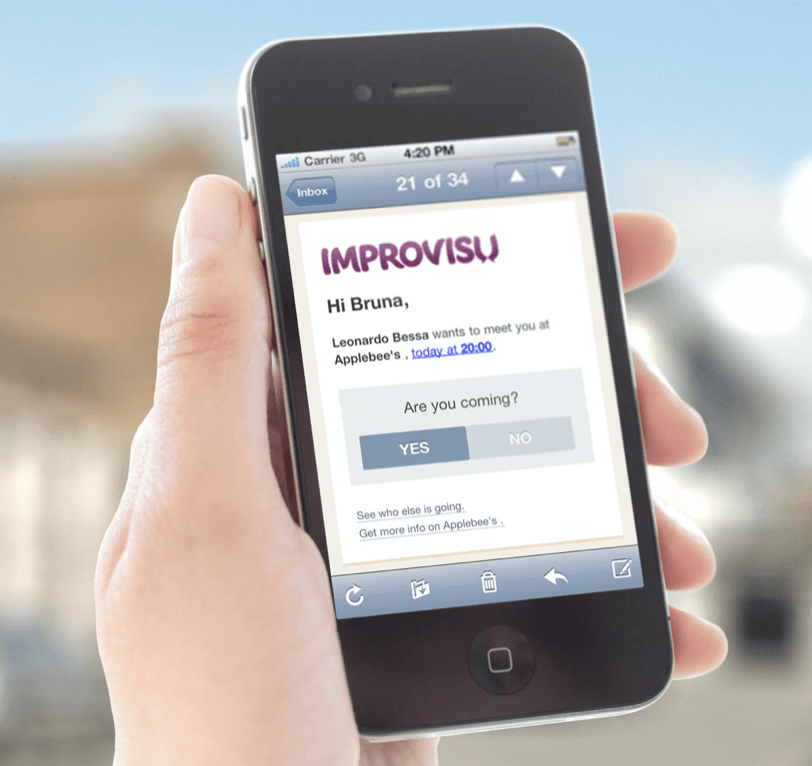 Carrier 3G 4:20 PM
Inbox 21 of 34
IMPROVISU
Hi Bruna,
Leonardo Bessa wants to meet you at
Applebee's , today at 20:00.
Are you coming?
YES NO
See who else is going.
Get more info on Applebee's .